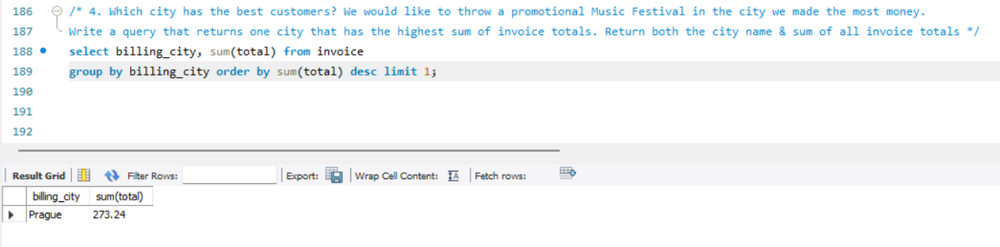 186 /* 4. Which city has the best customers? We would like to throw a promotional Music Festival in the city we made the most money.
187 Write a query that returns one city that has the highest sum of invoice totals. Return both the city name & sum of all invoice totals */
188 select billing_city, sum(total) from invoice
189 group by billing_city order by sum(total) desc limit 1;
190
191
192
Result Grid Filter Rows: Export: Wrap Cell Content: IA Fetch rows:
billing_city sum(total)
Prague 273.24